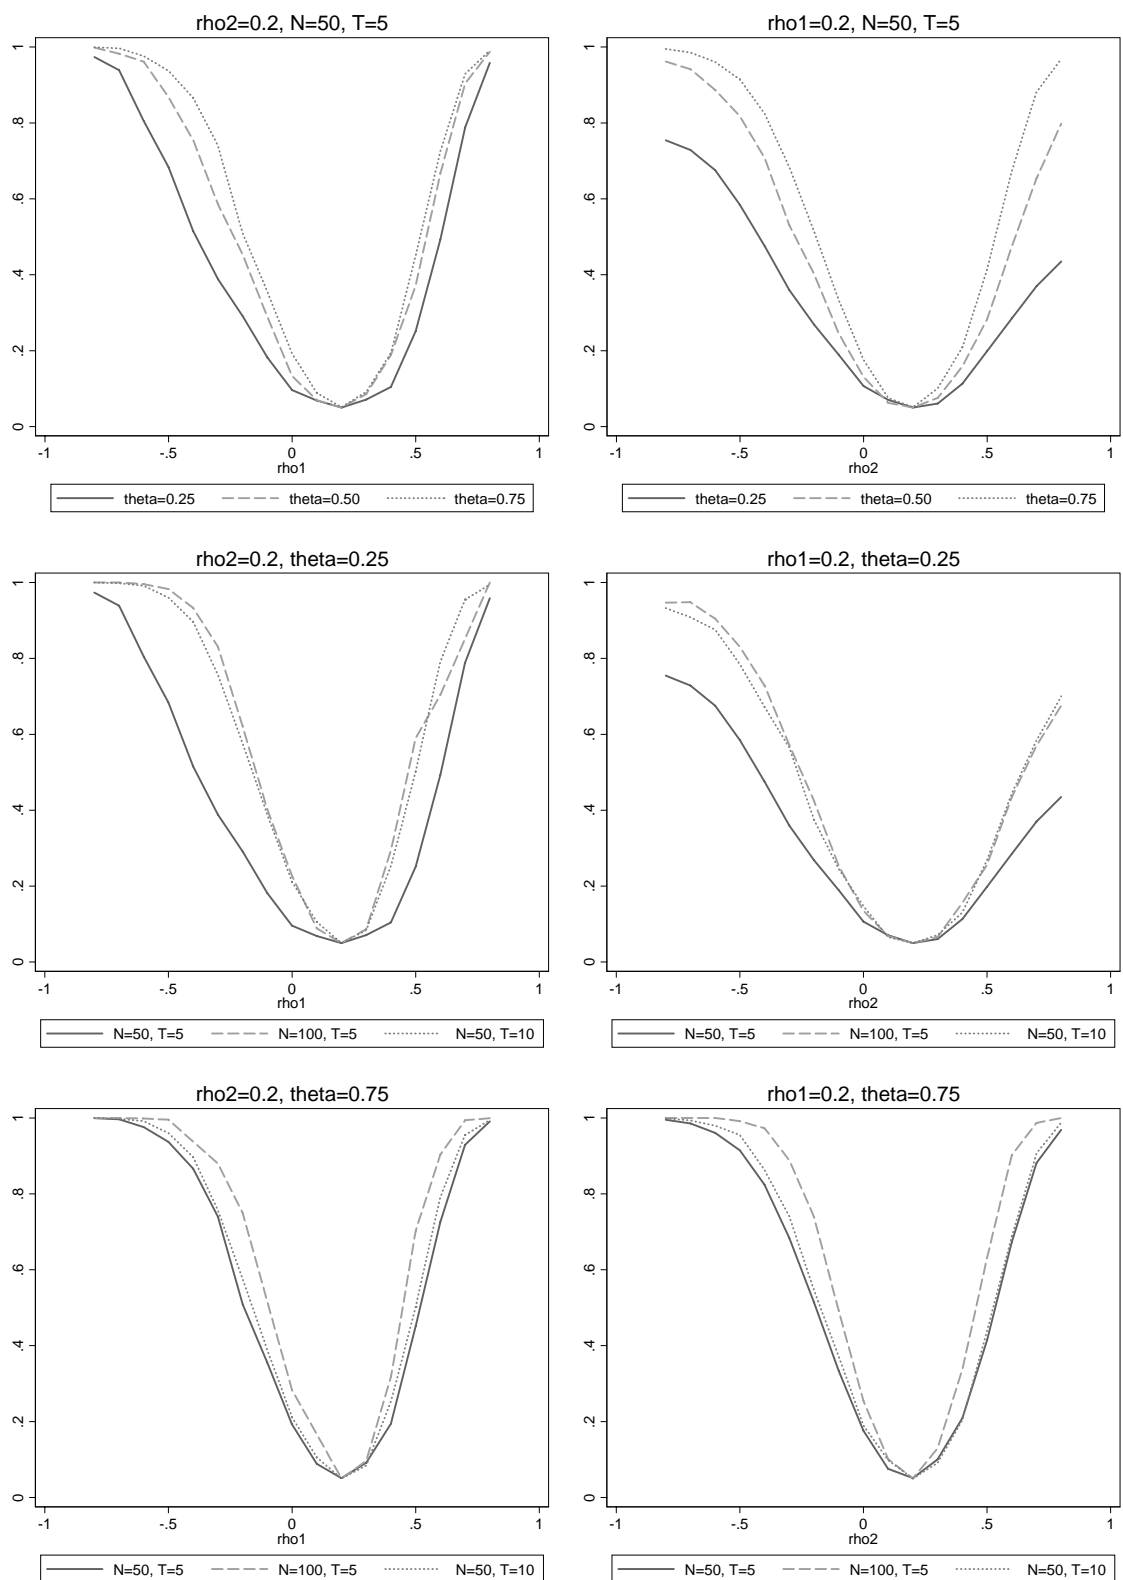 rho2=0.2, N=50, T=5
1
.8
.6
.4
.2
0
-1 -.5 0 .5 1
rho1
theta=0.25 theta=0.50 theta=0.75
rho1=0.2, N=50, T=5
1
.8
.6
.4
.2
0
-1 -.5 0 .5 1
rho2
theta=0.25 theta=0.50 theta=0.75
rho2=0.2, theta=0.25
1
.8
.6
.4
.2
0
-1 -.5 0 .5 1
rho1
N=50, T=5 N=100, T=5 N=50, T=10
rho1=0.2, theta=0.25
1
.8
.6
.4
.2
0
-1 -.5 0 .5 1
rho2
N=50, T=5 N=100, T=5 N=50, T=10
rho2=0.2, theta=0.75
1
.8
.6
.4
.2
0
-1 -.5 0 .5 1
rho1
N=50, T=5 N=100, T=5 N=50, T=10
rho1=0.2, theta=0.75
1
.8
.6
.4
.2
0
-1 -.5 0 .5 1
rho2
N=50, T=5 N=100, T=5 N=50, T=10